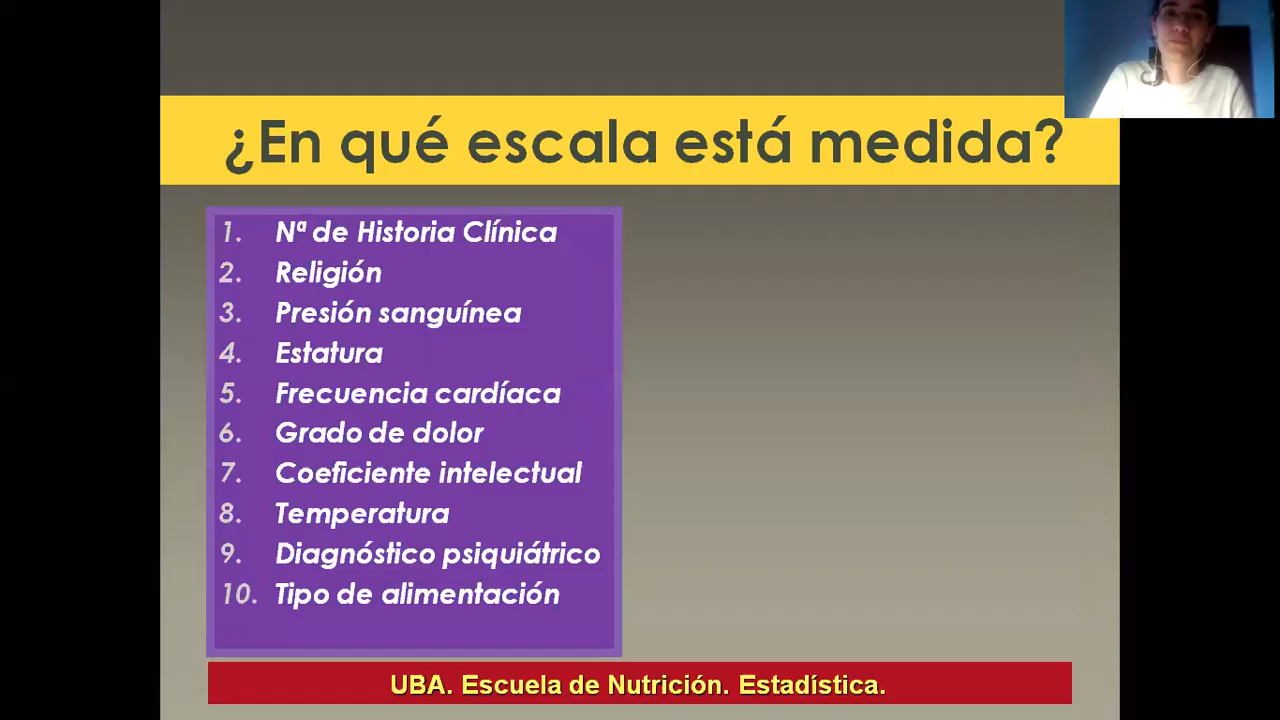 ¿En qué escala está medida?
1. Nª de Historia Clínica
2. Religión
3. Presión sanguínea
4. Estatura
5. Frecuencia cardíaca
6. Grado de dolor
7. Coeficiente intelectual
8. Temperatura
9. Diagnóstico psiquiátrico
10. Tipo de alimentación
UBA. Escuela de Nutrición. Estadística.